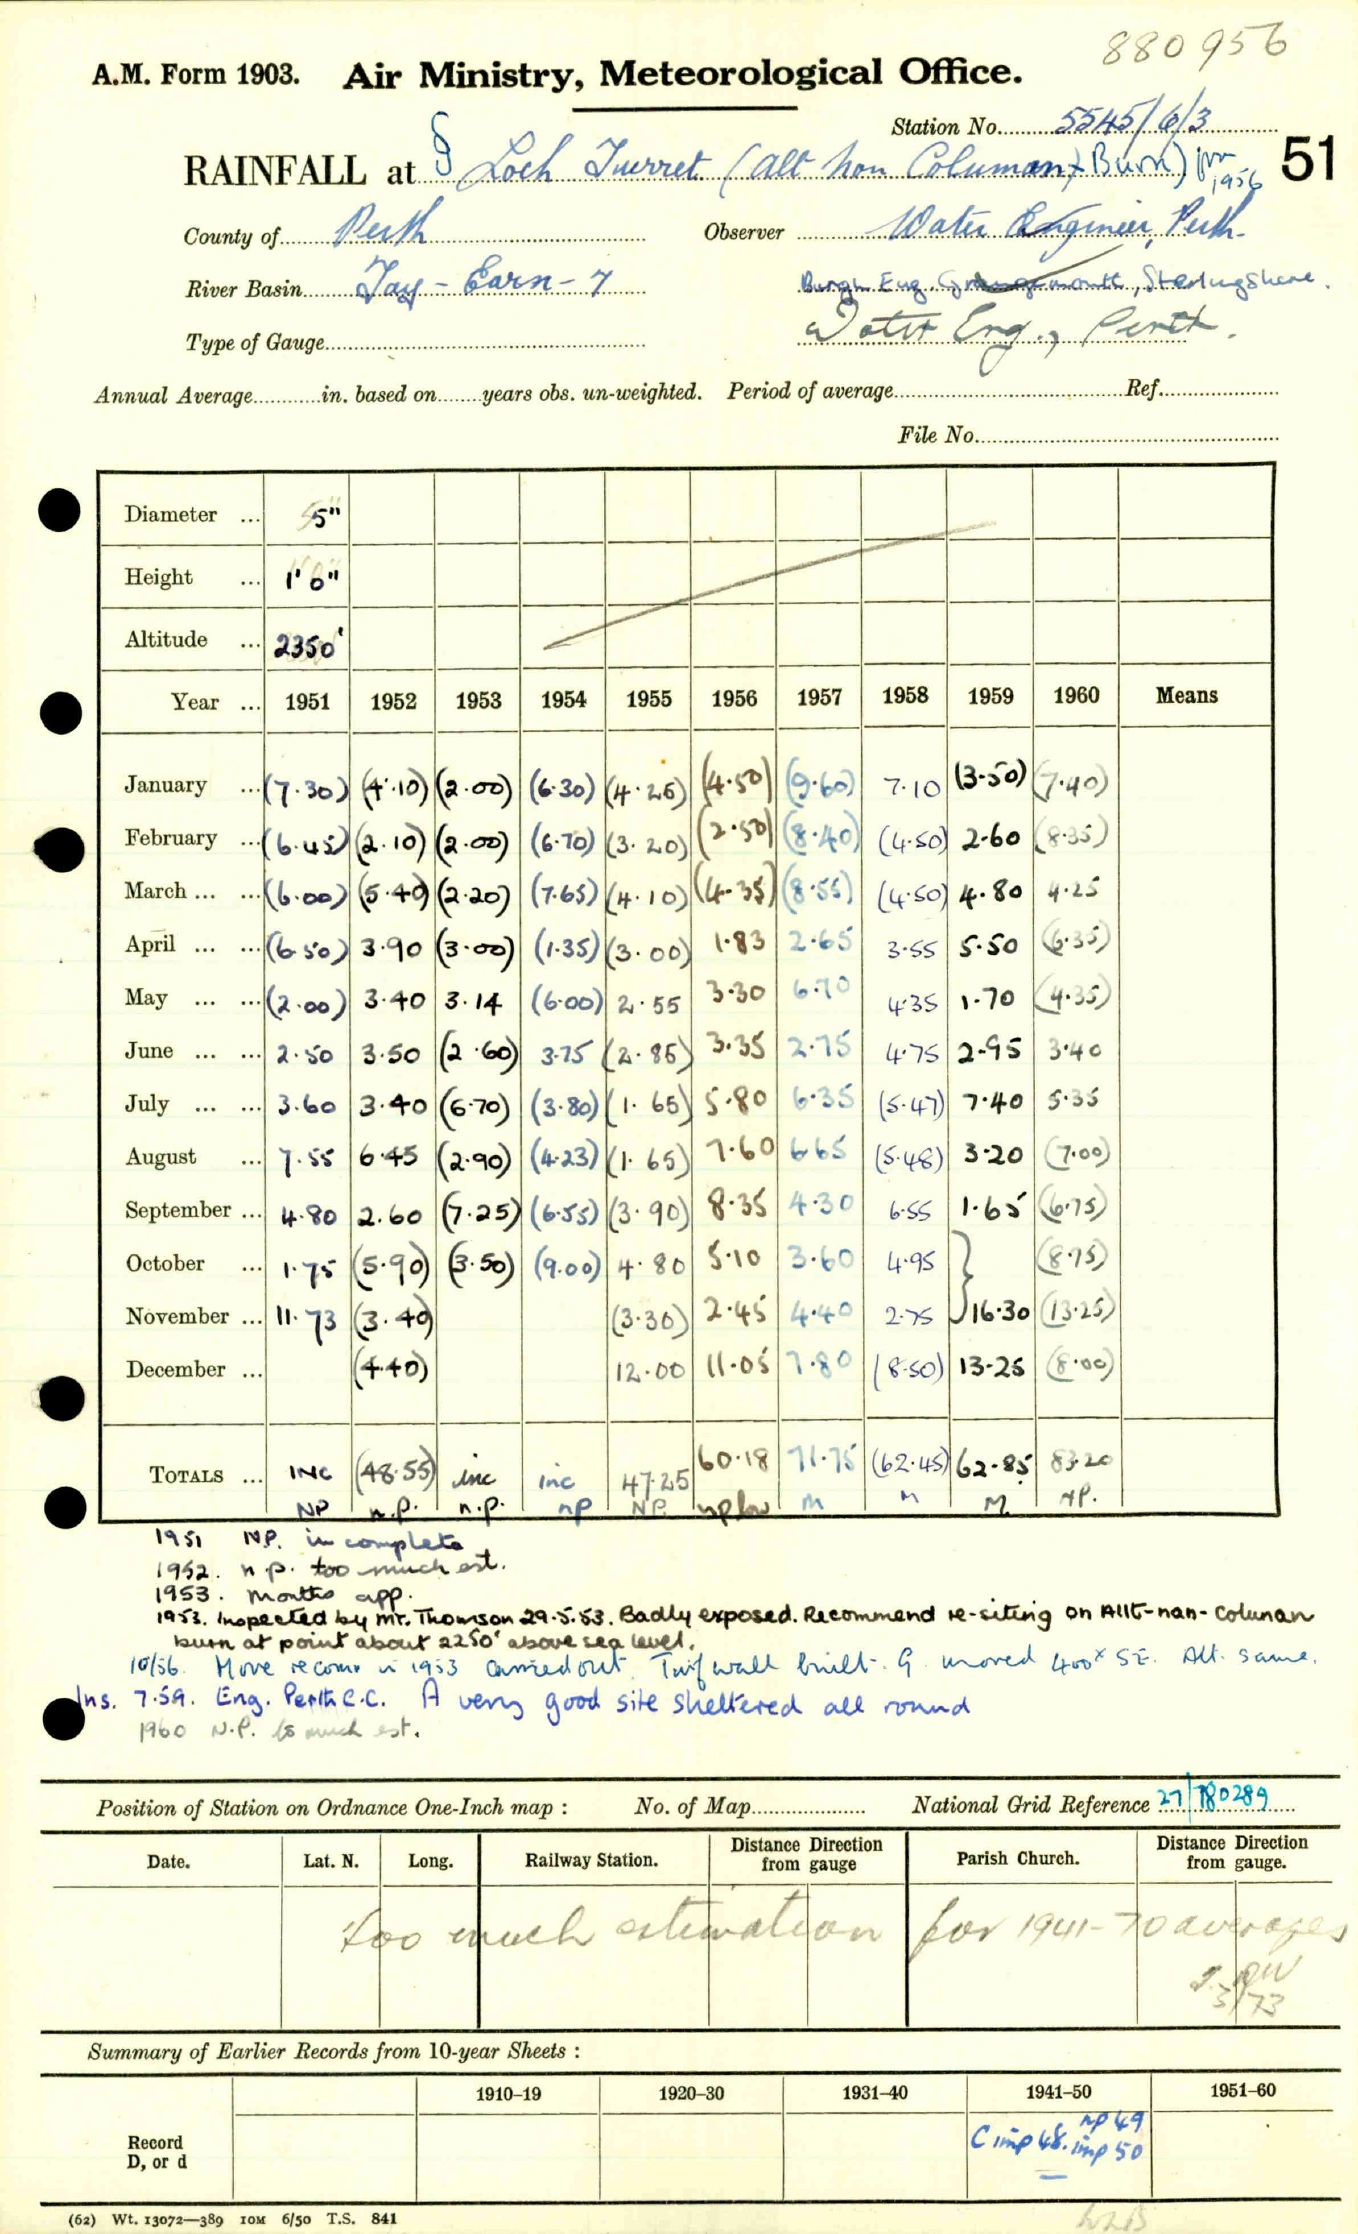 880956
A.M. Form 1903. Air Ministry, Meteorological Office.
Station No. 5545/6/3
RAINFALL at § Loch Turret (Allt nan Columan Burn) from 1956 51
County of Perth Observer Water Engineer, Perth.
River Basin Tay - Earn - 7 Burgh Eng. Grangemouth, Sterlingshire.
Type of Gauge Water Eng., Perth.
Annual Average in. based on years obs. un-weighted. Period of average Ref.
File No.
Diameter ... 5"
Height ... 1' 0"
Altitude ... 2350'
Year ... 1951 1952 1953 1954 1955 1956 1957 1958 1959 1960 Means
January ... (7.30) (4.10) (2.00) (6.30) (4.25) (4.50) (9.60) 7.10 (3.50) (7.40)
February ... (6.45) (2.10) (2.00) (6.70) (3.20) (2.50) (8.40) (4.50) 2.60 (8.35)
March ... ... (6.00) (5.40) (2.20) (7.65) (4.10) (4.35) (8.55) (4.50) 4.80 4.25
April ... ... (6.50) 3.90 (3.00) (1.35) (3.00) 1.83 2.65 3.55 5.50 (6.35)
May ... ... (2.00) 3.40 3.14 (6.00) 2.55 3.30 6.70 4.35 1.70 (4.35)
June ... ... 2.50 3.50 (2.60) 3.75 (2.85) 3.35 2.75 4.75 2.95 3.40
July ... ... 3.60 3.40 (6.70) (3.80) (1.65) 5.80 6.35 (5.47) 7.40 5.35
August ... 7.55 6.45 (2.90) (4.23) (1.65) 7.60 6.65 (5.48) 3.20 (7.00)
September ... 4.80 2.60 (7.25) (6.55) (3.90) 8.35 4.30 6.55 1.65 (6.75)
October ... 1.75 (5.90) (3.50) (9.00) 4.80 5.10 3.60 4.95 } (8.75)
November ... 11.73 (3.40) (3.30) 2.45 4.40 2.75 16.30 (13.25)
December ... (4.40) 12.00 11.05 7.80 (8.50) 13.25 (8.00)
TOTALS ... INC (48.55) inc inc 47.25 60.18 71.75 (62.45) 62.85 83.20
NP n.p. n.p. np NP. np low M M M NP.
1951 N.P. incomplete
1952. n.p. too much est.
1953. months app.
1953. Inspected by Mr. Thomson 29.5.53. Badly exposed. Recommend re-siting on Allt-nan-Colunan
burn at point about 2250' above sea level.
10/56. Move recomm in 1953 carried out. Turf wall built. G. moved 400x SE. Alt. same.
Ins. 7.59. Eng. Perth C.C. A very good site sheltered all round
1960 N.P. to much est.
Position of Station on Ordnance One-Inch map : No. of Map National Grid Reference 27/780289
Date. Lat. N. Long. Railway Station. Distance Direction from gauge Parish Church. Distance Direction from gauge.
too much estimation for 1941-70 averages
2.3/73
Summary of Earlier Records from 10-year Sheets :
1910–19 1920–30 1931–40 1941–50 1951–60
Record
D, or d
np 49
C imp 48. imp 50
(62) Wt. 13072—389 10M 6/50 T.S. 841